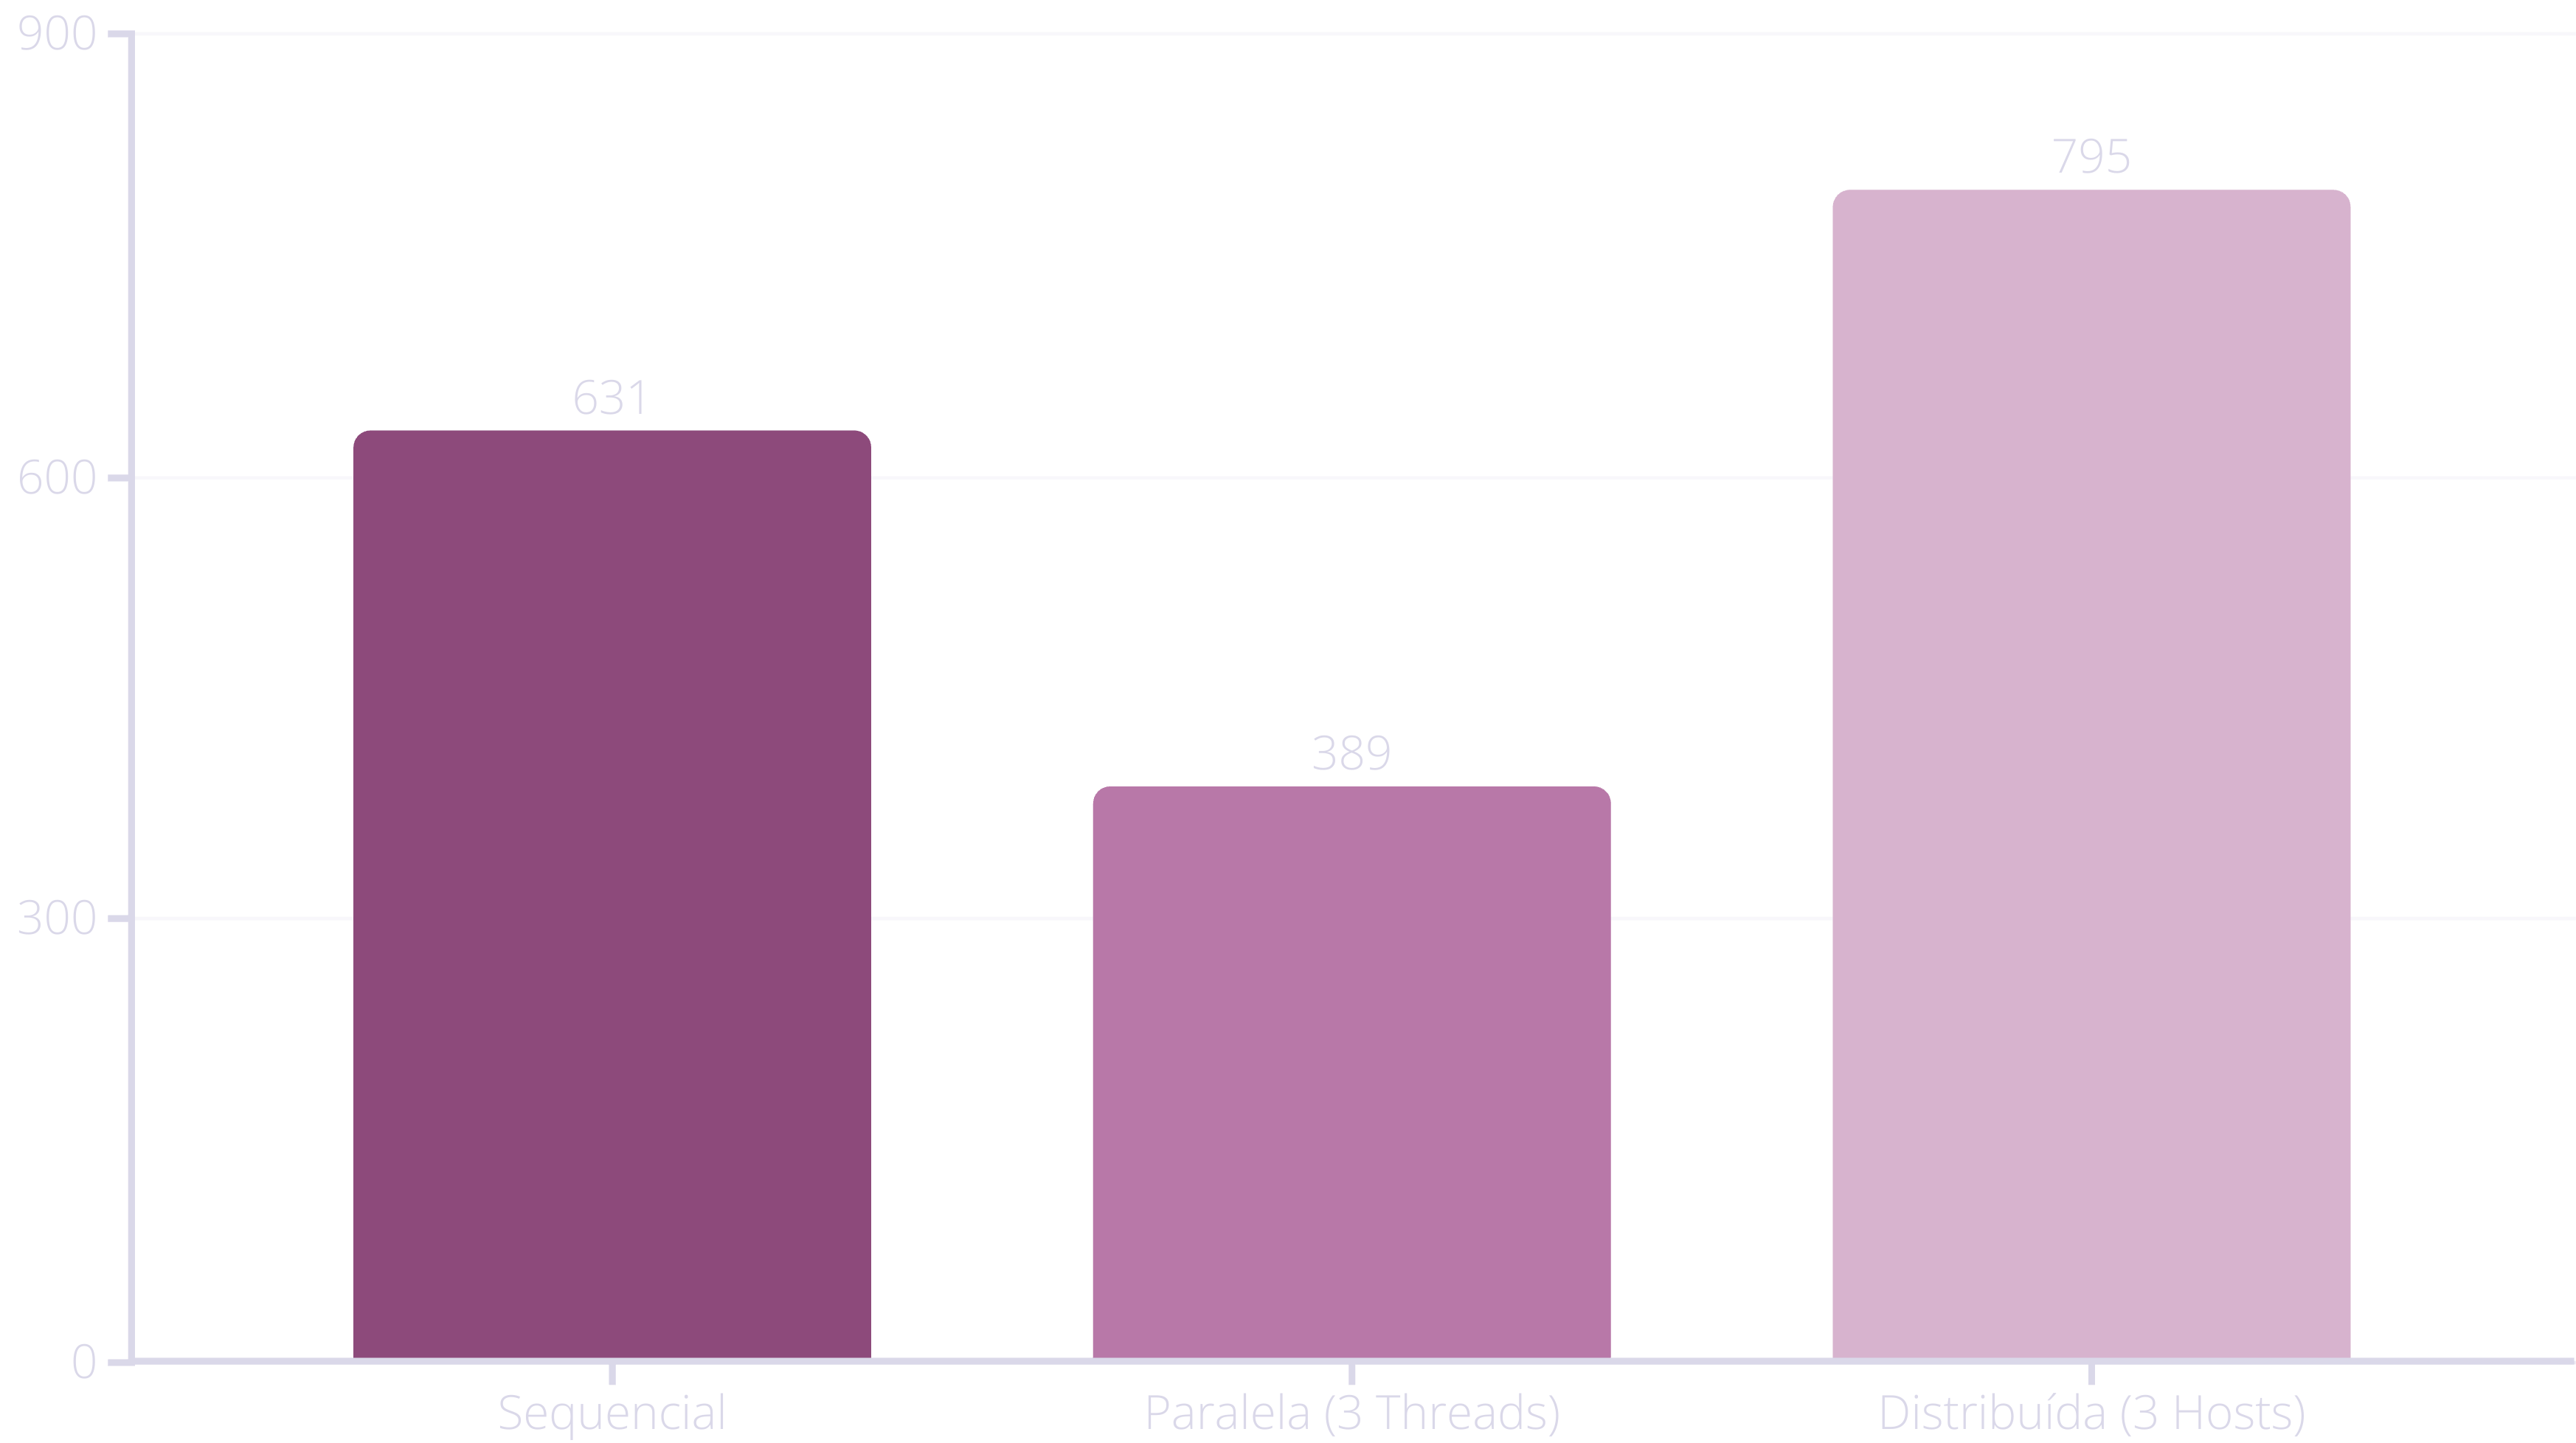 900
795
631
600
389
300
0
Sequencial
Paralela (3 Threads)
Distribuída (3 Hosts)